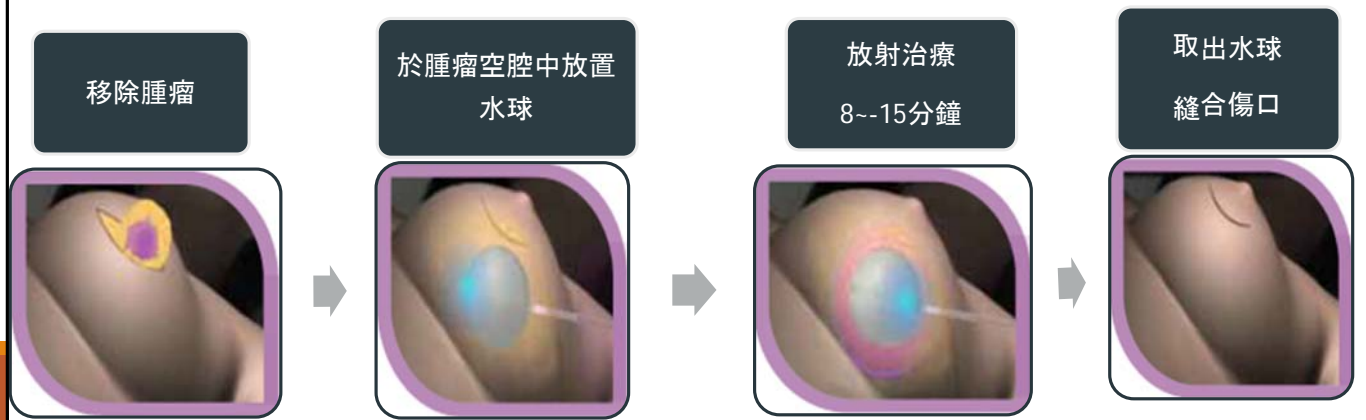 移除腫瘤
於腫瘤空腔中放置
水球
放射治療
8~-15分鐘
取出水球
縫合傷口